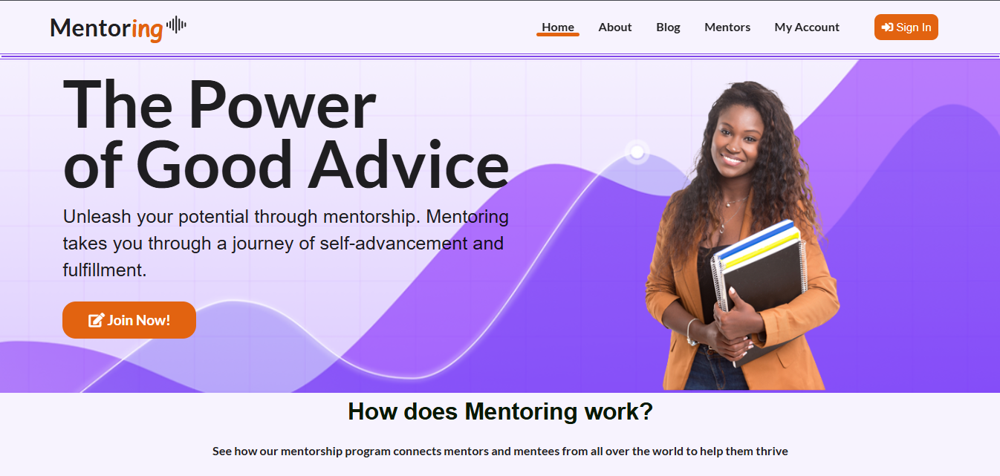 Mentoring
Home About Blog Mentors My Account Sign In
The Power
of Good Advice
Unleash your potential through mentorship. Mentoring
takes you through a journey of self-advancement and
fulfillment.
Join Now!
How does Mentoring work?
See how our mentorship program connects mentors and mentees from all over the world to help them thrive